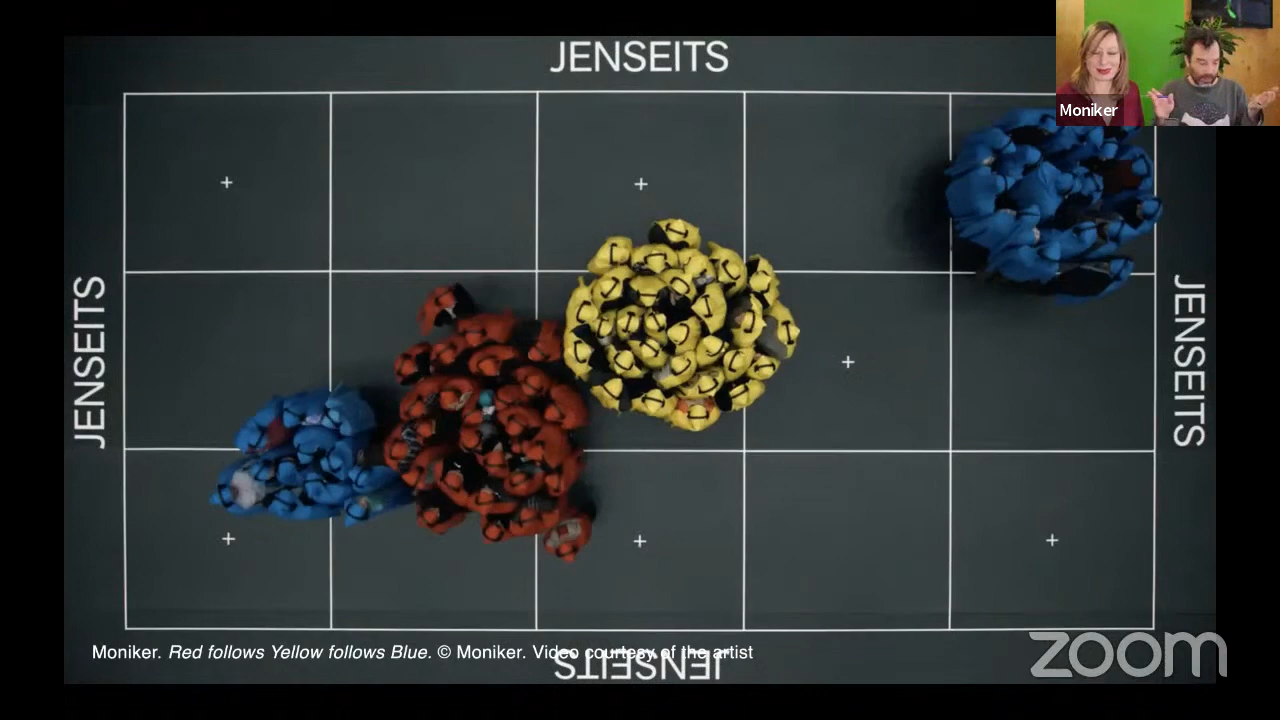 JENSEITS
Moniker
JENSEITS
JENSEITS
Moniker. Red follows Yellow follows Blue. © Moniker. Video courtesy of the artist
JENSEITS
zoom